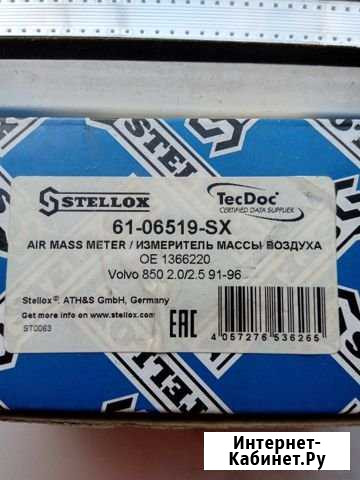 STELLOX
TecDoc
CERTIFIED DATA SUPPLIER
61-06519-SX
AIR MASS METER / ИЗМЕРИТЕЛЬ МАССЫ ВОЗДУХА
OE 1366220
Volvo 850 2.0/2.5 91-96
Stellox®, ATH&S GmbH, Germany
Get more info on www.stellox.com
ST0063
EAC
4 057276 536265
STELLOX
Интернет-
Кабинет.Ру